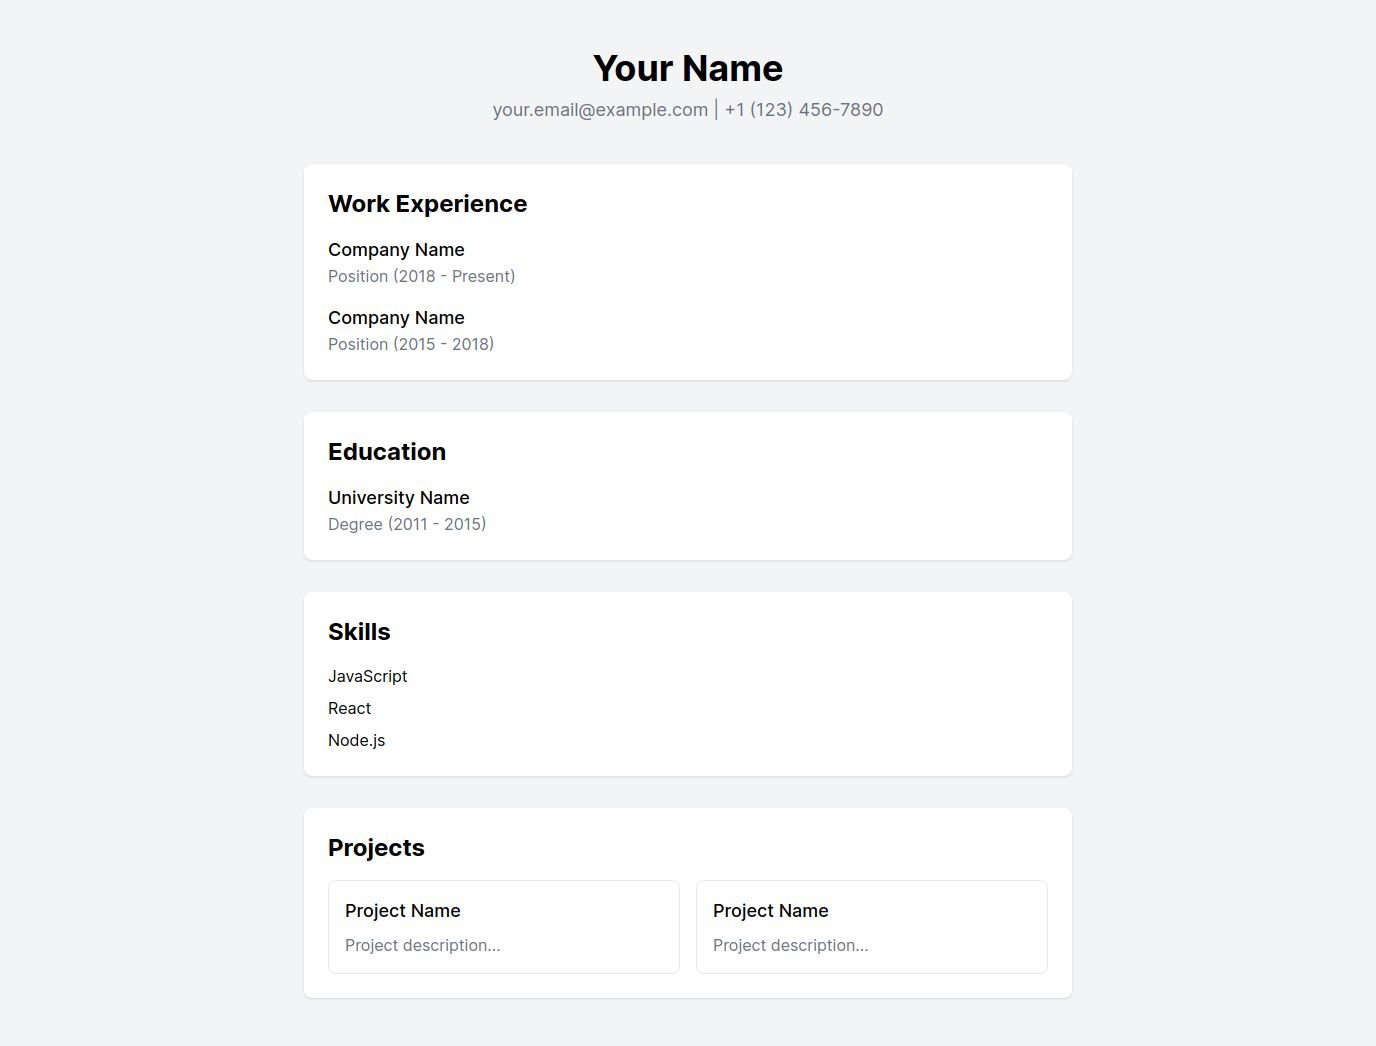 Your Name
your.email@example.com | +1 (123) 456-7890
Work Experience
Company Name
Position (2018 - Present)
Company Name
Position (2015 - 2018)
Education
University Name
Degree (2011 - 2015)
Skills
JavaScript
React
Node.js
Projects
Project Name
Project description...
Project Name
Project description...